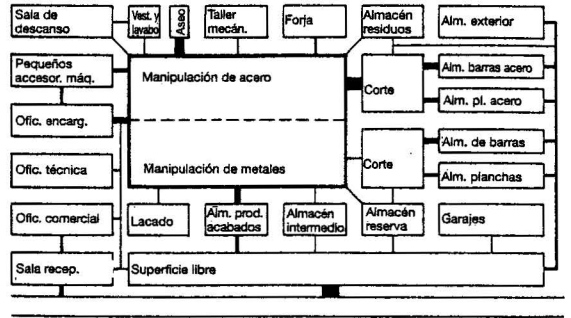 Sala de
descanso
Vest. y
lavabo
Aseo
Taller
mecán.
Forja
Almacén
residuos
Alm. exterior
Pequeños
accesor. máq.
Manipulación de acero
Corte
Alm. barras acero
Alm. pl. acero
Ofic. encarg.
Ofic. técnica
Manipulación de metales
Corte
Alm. de barras
Alm. planchas
Ofic. comercial
Lacado
Alm. prod.
acabados
Almacén
intermedio
Almacén
reserva
Garajes
Sala recep.
Superficie libre